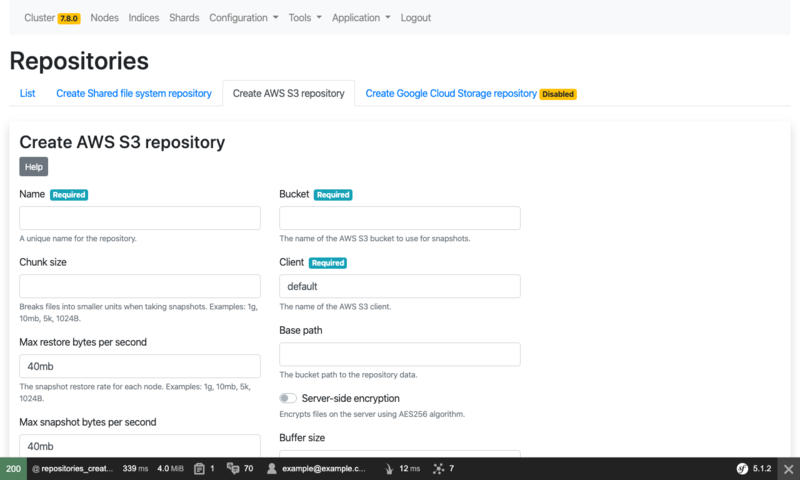 Cluster 7.8.0 Nodes Indices Shards Configuration Tools Application Logout
Repositories
List Create Shared file system repository Create AWS S3 repository Create Google Cloud Storage repository Disabled
Create AWS S3 repository
Help
Name Required
A unique name for the repository.
Chunk size
Breaks files into smaller units when taking snapshots. Examples: 1g,
10mb, 5k, 1024B.
Max restore bytes per second
40mb
The snapshot restore rate for each node. Examples: 1g, 10mb, 5k,
1024B.
Max snapshot bytes per second
40mb
Bucket Required
The name of the AWS S3 bucket to use for snapshots.
Client Required
default
The name of the AWS S3 client.
Base path
The bucket path to the repository data.
Server-side encryption
Encrypts files on the server using AES256 algorithm.
Buffer size
200 @ repositories_creat... 339 ms 4.0 MiB 1 70 example@example.c... 12 ms 7 sf 5.1.2